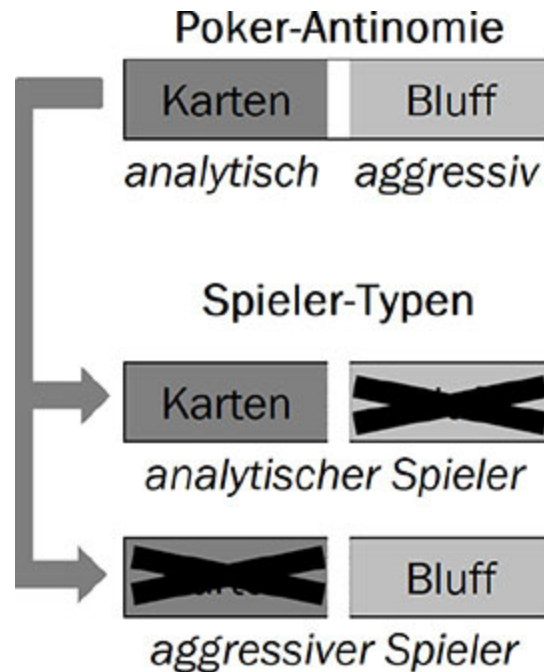 Poker-Antinomie
Karten Bluff
analytisch aggressiv
Spieler-Typen
Karten
analytischer Spieler
Bluff
aggressiver Spieler